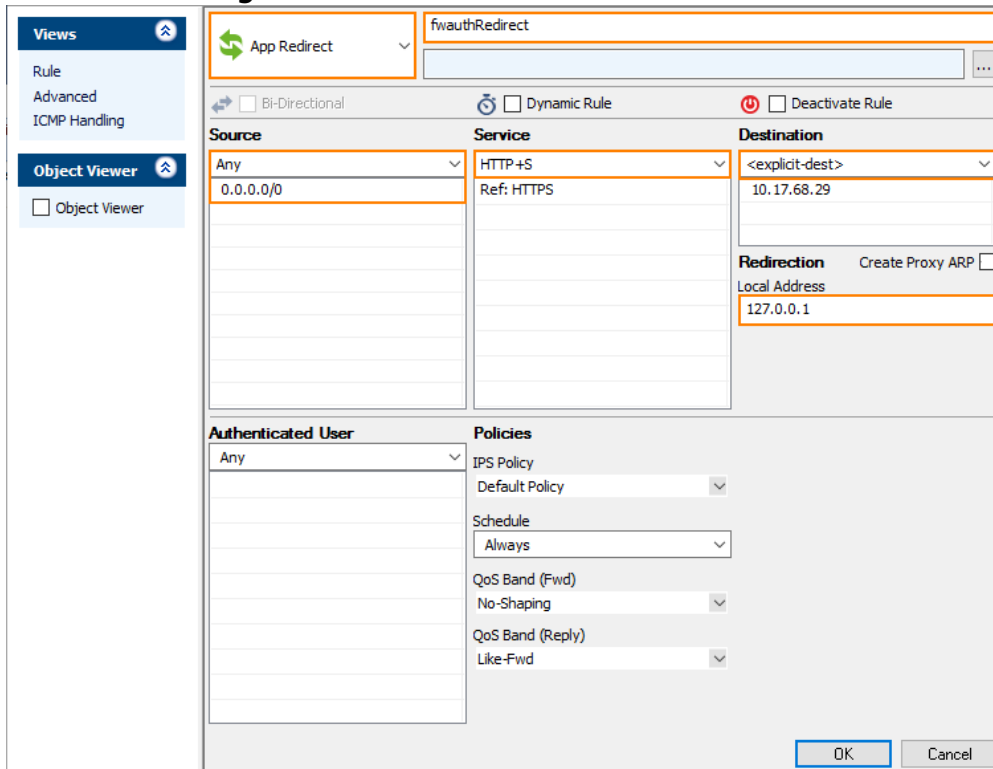 Views
Rule
Advanced
ICMP Handling
Object Viewer
Object Viewer
App Redirect
fwauthRedirect
...
Bi-Directional
Dynamic Rule
Deactivate Rule
Source
Any
0.0.0.0/0
Service
HTTP+S
Ref: HTTPS
Destination
<explicit-dest>
10.17.68.29
Redirection
Create Proxy ARP
Local Address
127.0.0.1
Authenticated User
Any
Policies
IPS Policy
Default Policy
Schedule
Always
QoS Band (Fwd)
No-Shaping
QoS Band (Reply)
Like-Fwd
OK
Cancel